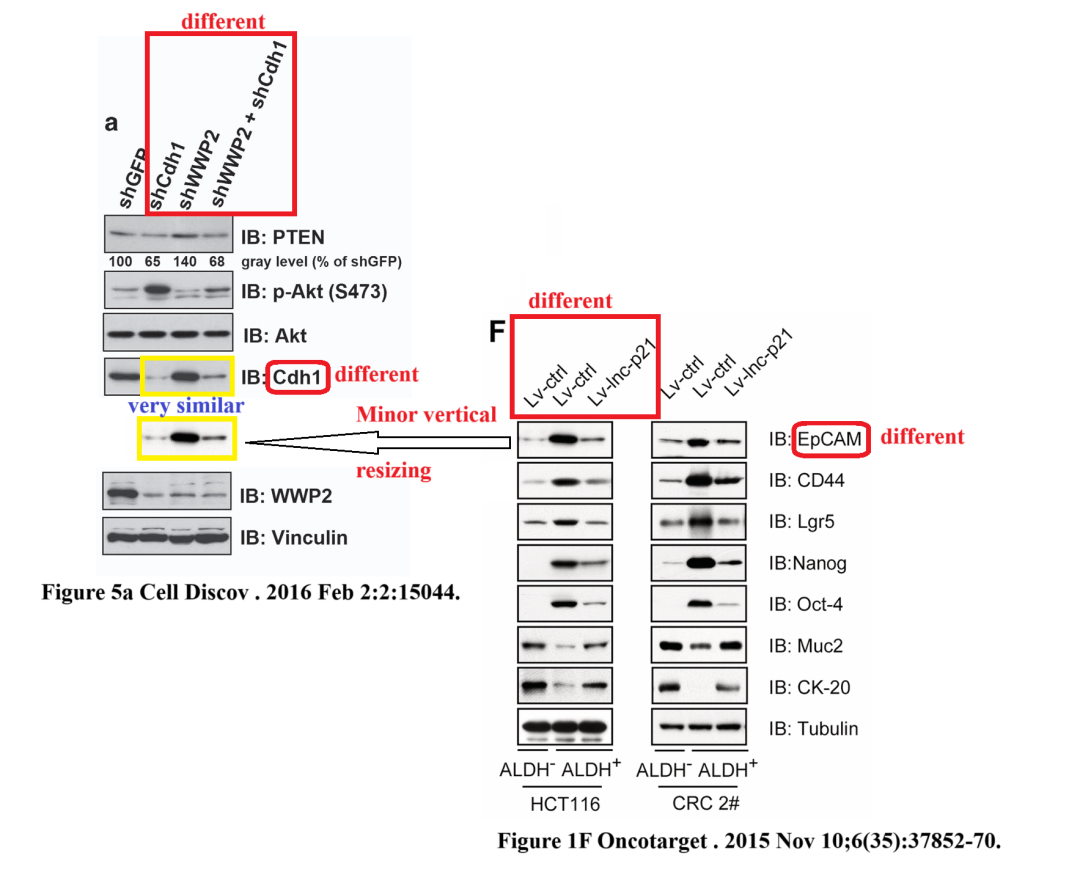 different
a
shGFP
shCdh1
shWWP2
shWWP2 + shCdh1
IB: PTEN
100 65 140 68 gray level (% of shGFP)
IB: p-Akt (S473)
IB: Akt
IB: Cdh1 different
very similar
Minor vertical
resizing
IB: WWP2
IB: Vinculin
Figure 5a Cell Discov . 2016 Feb 2:2:15044.
different
F
Lv-ctrl
Lv-ctrl
Lv-lnc-p21
Lv-ctrl
Lv-ctrl
Lv-lnc-p21
IB: EpCAM different
IB: CD44
IB: Lgr5
IB:Nanog
IB: Oct-4
IB: Muc2
IB: CK-20
IB: Tubulin
ALDH⁻ ALDH⁺ ALDH⁻ ALDH⁺
HCT116 CRC 2#
Figure 1F Oncotarget . 2015 Nov 10;6(35):37852-70.